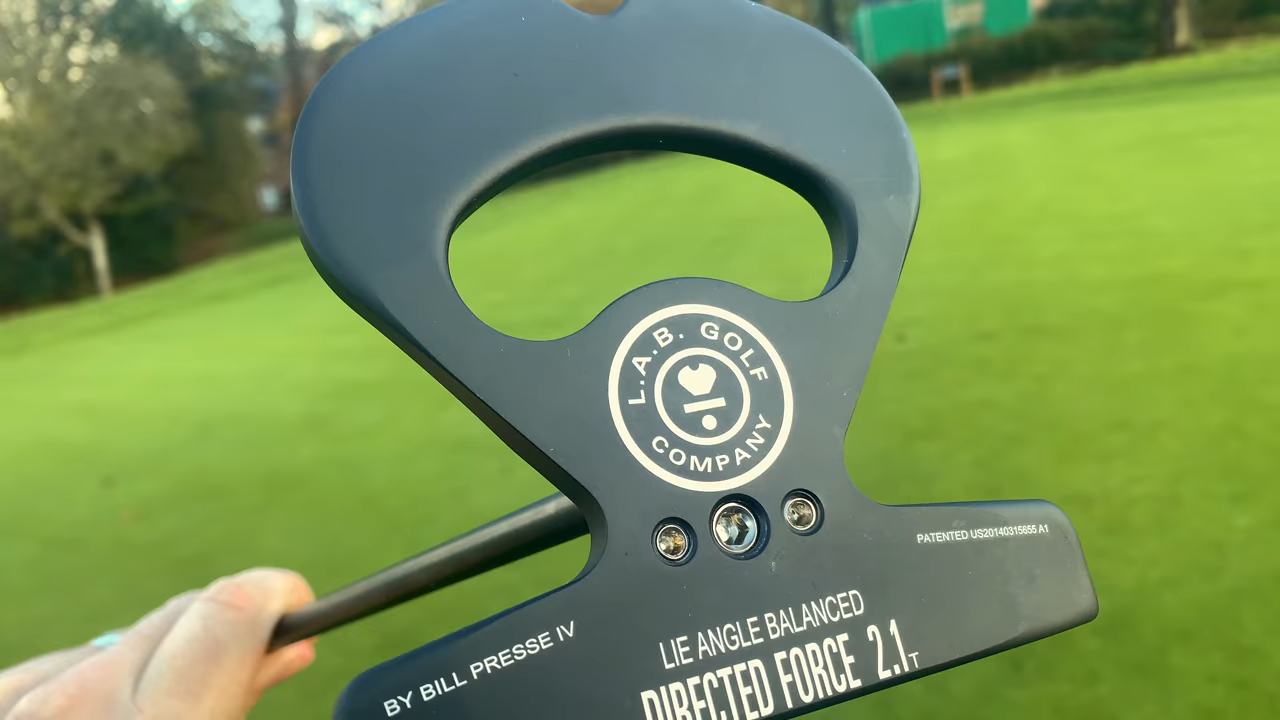 L.A.B. GOLF
COMPANY
PATENTED US20140315655 A1
LIE ANGLE BALANCED
BY BILL PRESSE IV
DIRECTED FORCE 2.1T